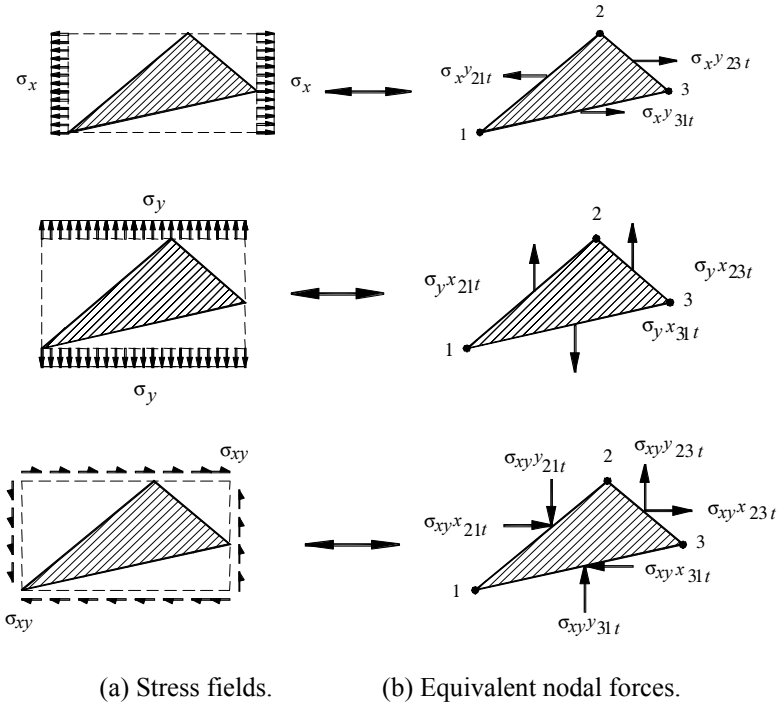 2
σx
σx
σx y21t
σx y23 t
3
1
σx y31t
σy
2
σy x21t
σy x23t
3
σy x31t
1
σy
σxy
σxy y21t
2
σxy y23 t
σxy x21t
σxy x23 t
3
1
σxy x31t
σxy
σxy y31t
(a) Stress fields.
(b) Equivalent nodal forces.